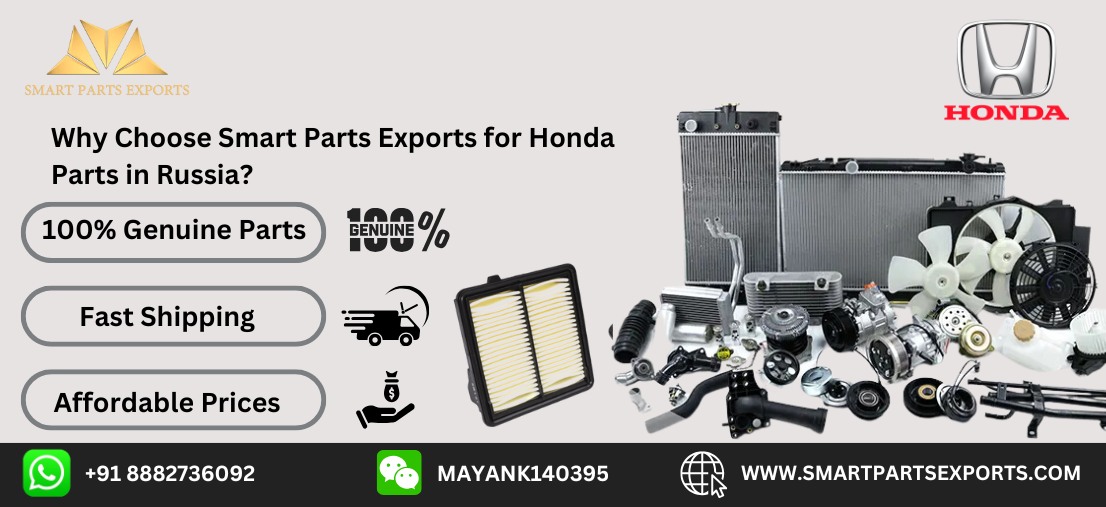 SMART PARTS EXPORTS
HONDA
Why Choose Smart Parts Exports for Honda
Parts in Russia?
100% Genuine Parts
100%
GENUINE
Fast Shipping
Affordable Prices
$
+91 8882736092
MAYANK140395
WWW.SMARTPARTSEXPORTS.COM